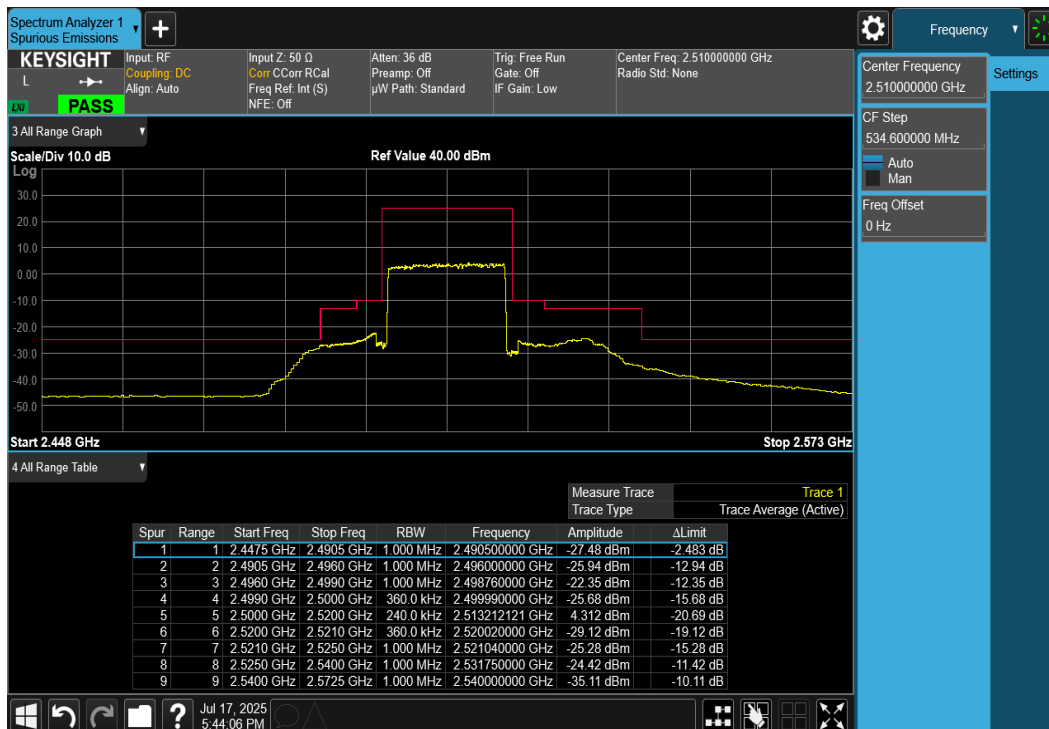 Spectrum Analyzer 1
Spurious Emissions
Frequency
KEYSIGHT
L
LXI
PASS
Input: RF
Coupling: DC
Align: Auto
Input Z: 50 Ω
Corr CCorr RCal
Freq Ref: Int (S)
NFE: Off
Atten: 36 dB
Preamp: Off
µW Path: Standard
Trig: Free Run
Gate: Off
IF Gain: Low
Center Freq: 2.510000000 GHz
Radio Std: None
Center Frequency
2.510000000 GHz
Settings
CF Step
534.600000 MHz
Auto
Man
Freq Offset
0 Hz
3 All Range Graph
Scale/Div 10.0 dB
Ref Value 40.00 dBm
Log
30.0
20.0
10.0
0.00
-10.0
-20.0
-30.0
-40.0
-50.0
Start 2.448 GHz
Stop 2.573 GHz
4 All Range Table
Measure Trace Trace 1
Trace Type Trace Average (Active)
Spur Range Start Freq Stop Freq RBW Frequency Amplitude ΔLimit
1 1 2.4475 GHz 2.4905 GHz 1.000 MHz 2.490500000 GHz -27.48 dBm -2.483 dB
2 2 2.4905 GHz 2.4960 GHz 1.000 MHz 2.496000000 GHz -25.94 dBm -12.94 dB
3 3 2.4960 GHz 2.4990 GHz 1.000 MHz 2.498760000 GHz -22.35 dBm -12.35 dB
4 4 2.4990 GHz 2.5000 GHz 360.0 kHz 2.499990000 GHz -25.68 dBm -15.68 dB
5 5 2.5000 GHz 2.5200 GHz 240.0 kHz 2.513212121 GHz 4.312 dBm -20.69 dB
6 6 2.5200 GHz 2.5210 GHz 360.0 kHz 2.520020000 GHz -29.12 dBm -19.12 dB
7 7 2.5210 GHz 2.5250 GHz 1.000 MHz 2.521040000 GHz -25.28 dBm -15.28 dB
8 8 2.5250 GHz 2.5400 GHz 1.000 MHz 2.531750000 GHz -24.42 dBm -11.42 dB
9 9 2.5400 GHz 2.5725 GHz 1.000 MHz 2.540000000 GHz -35.11 dBm -10.11 dB
Jul 17, 2025
5:44:06 PM